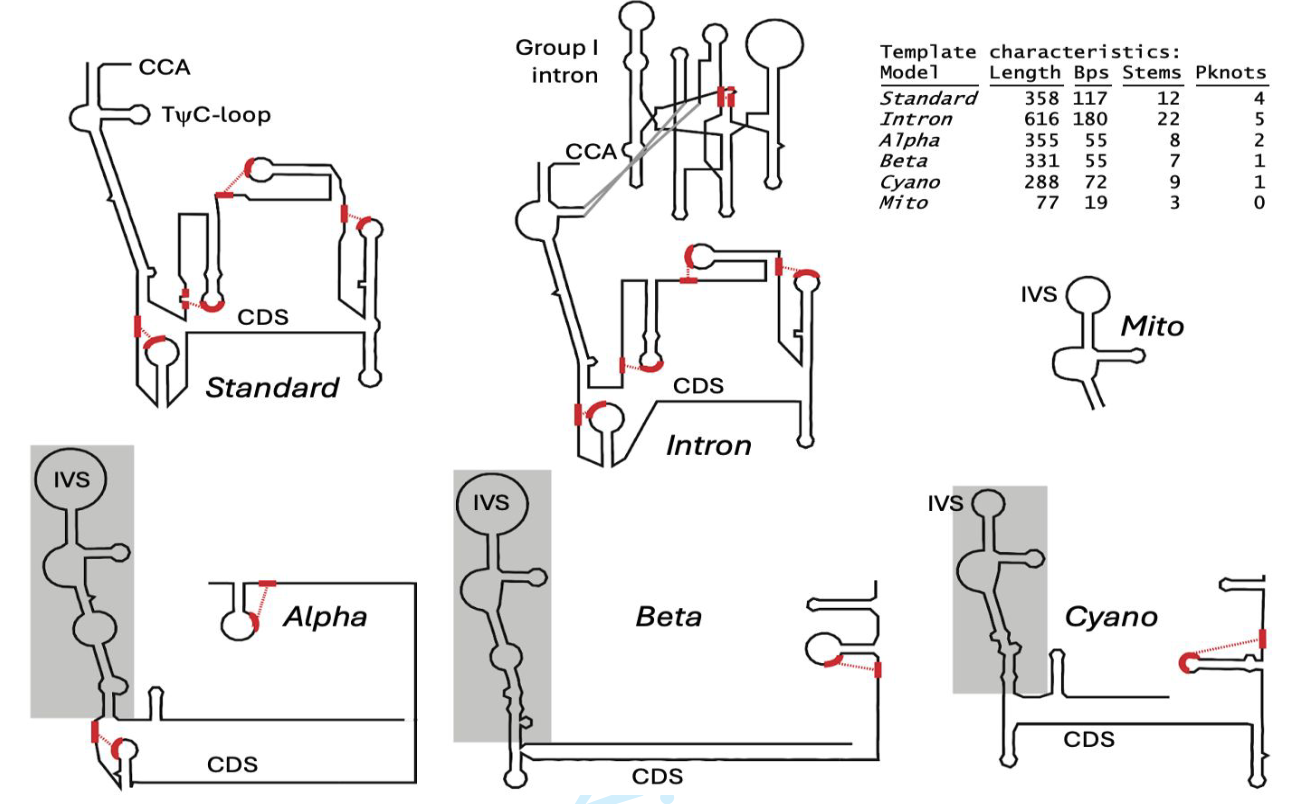 CCA
TψC-loop
CDS
Standard
Group I
intron
CCA
CDS
Intron
Template characteristics:
Model Length Bps Stems Pknots
Standard 358 117 12 4
Intron 616 180 22 5
Alpha 355 55 8 2
Beta 331 55 7 1
Cyano 288 72 9 1
Mito 77 19 3 0
IVS
Mito
IVS
Alpha
CDS
IVS
Beta
CDS
IVS
Cyano
CDS